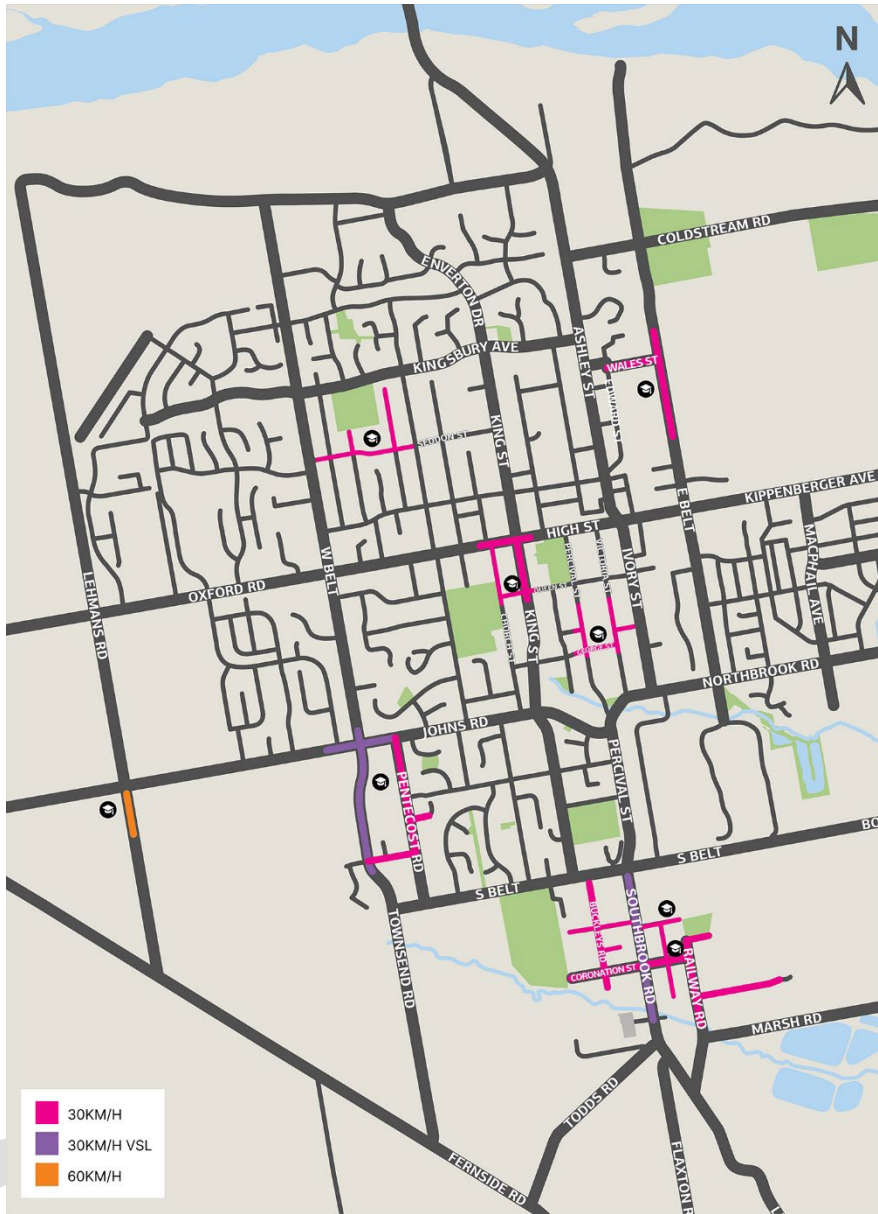 N
COLDSTREAM RD
ENVERTON DR
ASHLEY ST
KINGSBURY AVE
WALES ST
EDWARD ST
KING ST
SEDDON ST
E BELT
KIPPENBERGER AVE
HIGH ST
W BELT
MACPHAIL AVE
PERCIVAL ST
VICTORIA ST
IVORY ST
LEHMANS RD
OXFORD RD
QUEEN ST
CHURCH ST
KING ST
GEORGE ST
NORTHBROOK RD
JOHNS RD
PERCIVAL ST
PENTECOST RD
BO
S BELT
S BELT
BUCKLEYS RD
SOUTHBROOK RD
TOWNSEND RD
CORONATION ST
RAILWAY RD
MARSH RD
30KM/H
30KM/H VSL
60KM/H
TODDS RD
FERNSIDE RD
FLAXTON R
L